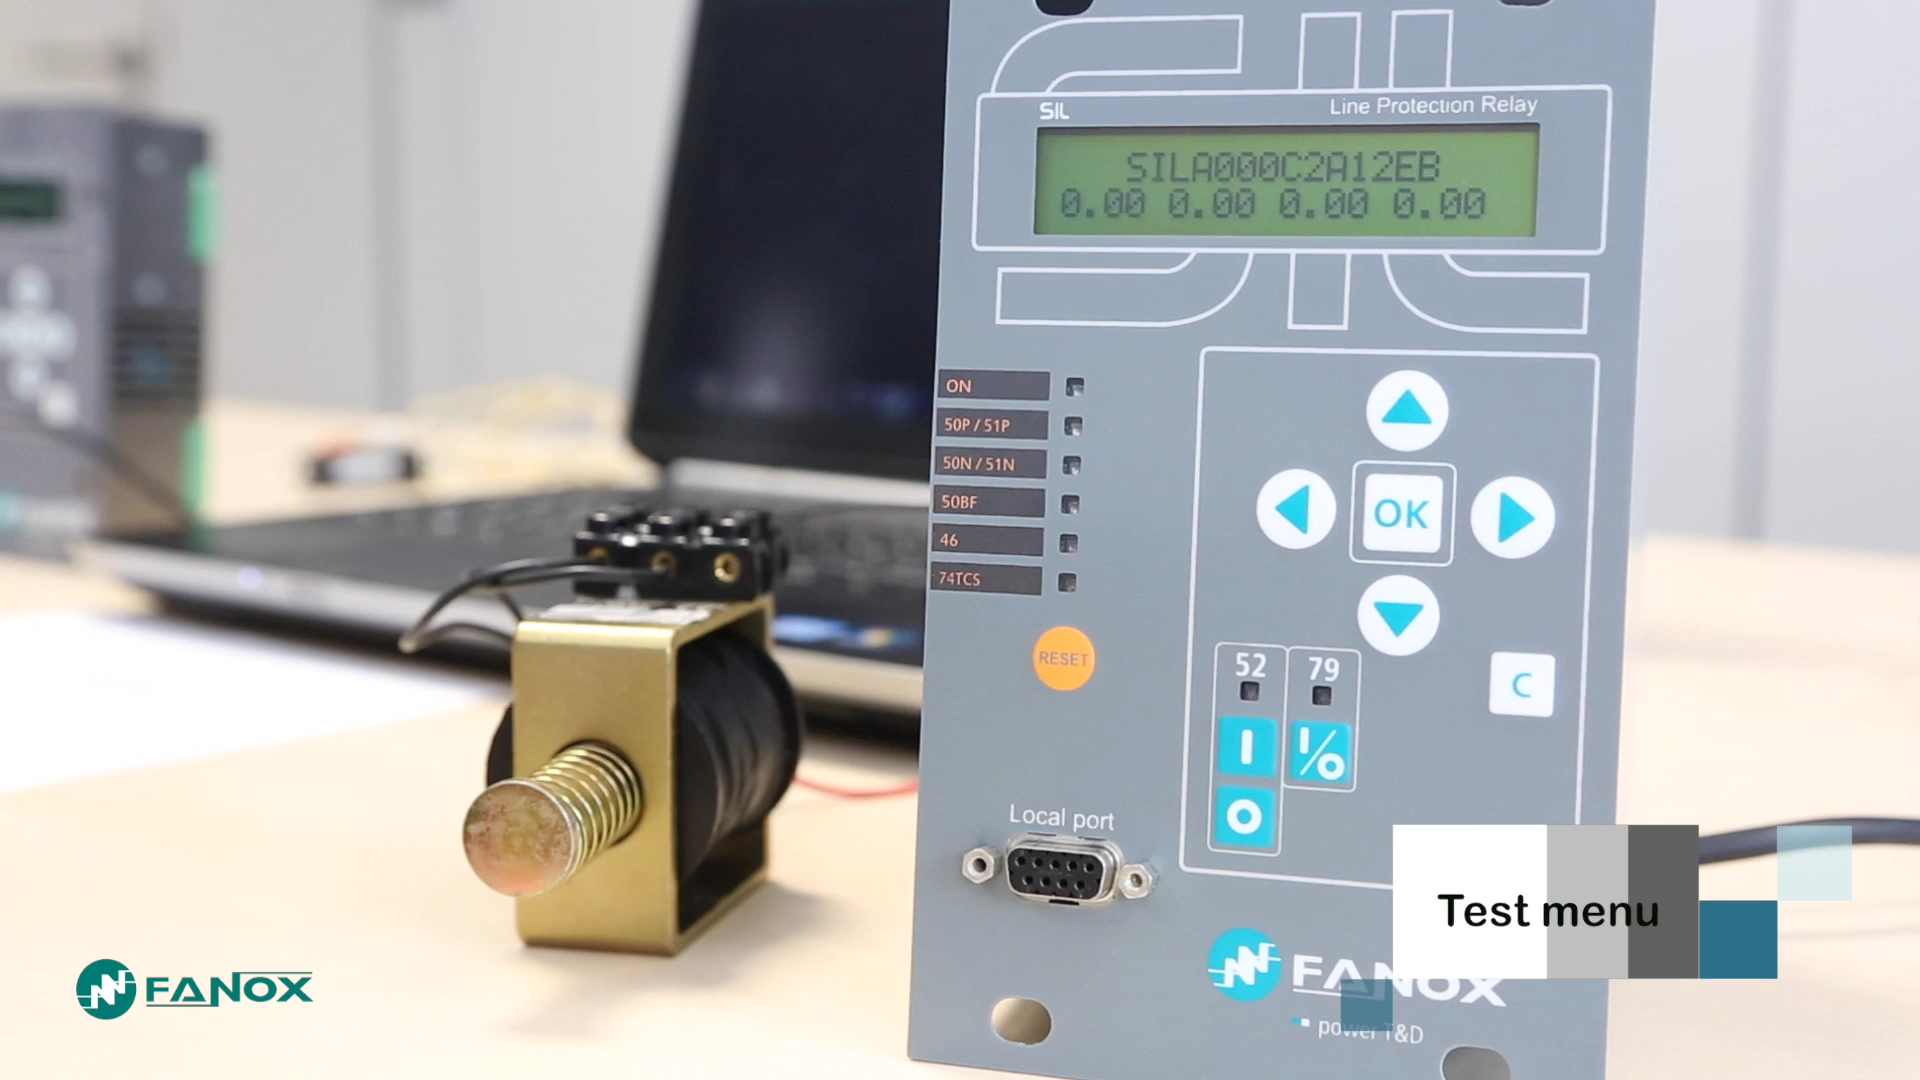 SIL
Line Protection Relay
SILA000C2A12EB
0.00 0.00 0.00 0.00
ON
50P / 51P
50N / 51N
50BF
46
74TCS
RESET
OK
C
52
79
I
I/O
O
Local port
FANOX
power T&D
Test menu
FANOX